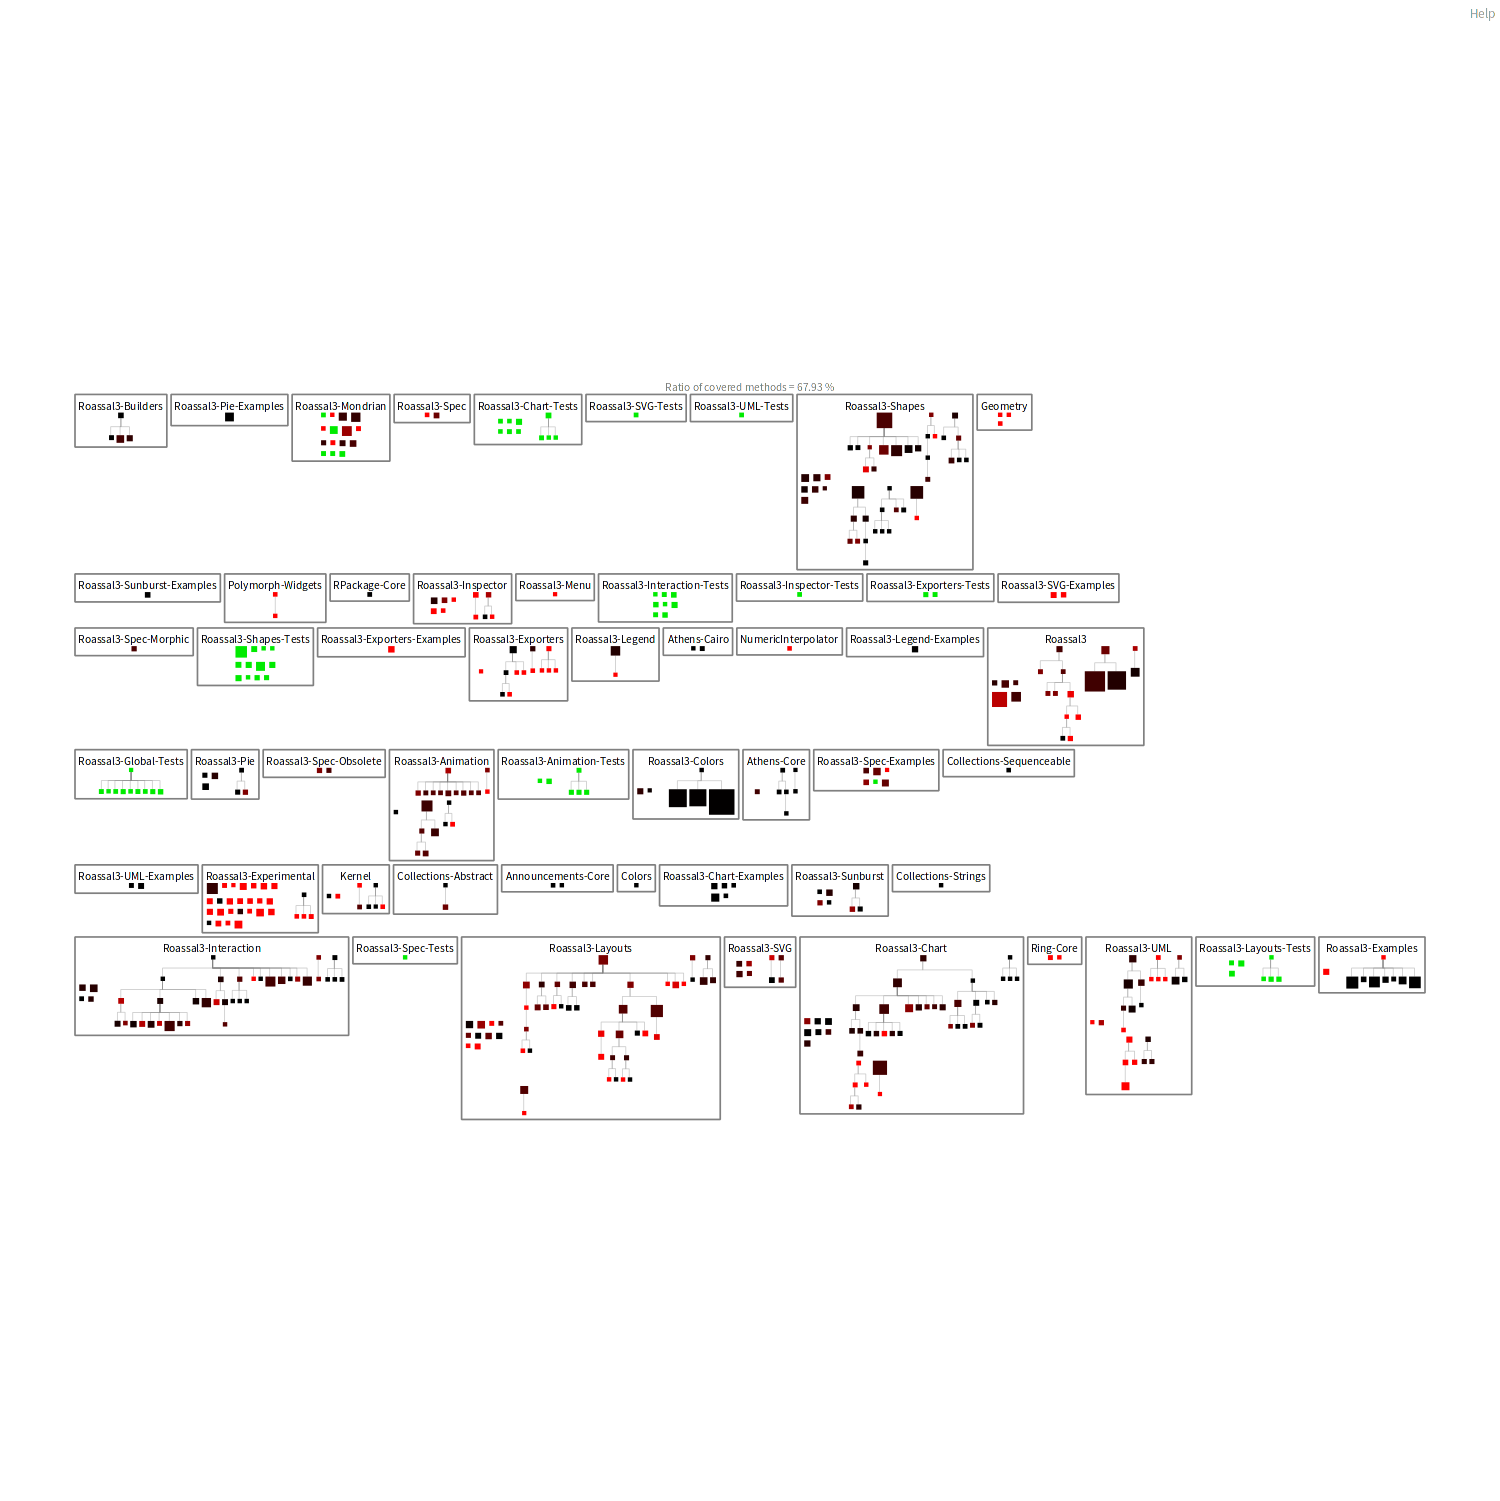 Help
Ratio of covered methods = 67.93 %
Roassal3-Builders
Roassal3-Pie-Examples
Roassal3-Mondrian
Roassal3-Spec
Roassal3-Chart-Tests
Roassal3-SVG-Tests
Roassal3-UML-Tests
Roassal3-Shapes
Geometry
Roassal3-Sunburst-Examples
Polymorph-Widgets
RPackage-Core
Roassal3-Inspector
Roassal3-Menu
Roassal3-Interaction-Tests
Roassal3-Inspector-Tests
Roassal3-Exporters-Tests
Roassal3-SVG-Examples
Roassal3-Spec-Morphic
Roassal3-Shapes-Tests
Roassal3-Exporters-Examples
Roassal3-Exporters
Roassal3-Legend
Athens-Cairo
NumericInterpolator
Roassal3-Legend-Examples
Roassal3
Roassal3-Global-Tests
Roassal3-Pie
Roassal3-Spec-Obsolete
Roassal3-Animation
Roassal3-Animation-Tests
Roassal3-Colors
Athens-Core
Roassal3-Spec-Examples
Collections-Sequenceable
Roassal3-UML-Examples
Roassal3-Experimental
Kernel
Collections-Abstract
Announcements-Core
Colors
Roassal3-Chart-Examples
Roassal3-Sunburst
Collections-Strings
Roassal3-Interaction
Roassal3-Spec-Tests
Roassal3-Layouts
Roassal3-SVG
Roassal3-Chart
Ring-Core
Roassal3-UML
Roassal3-Layouts-Tests
Roassal3-Examples